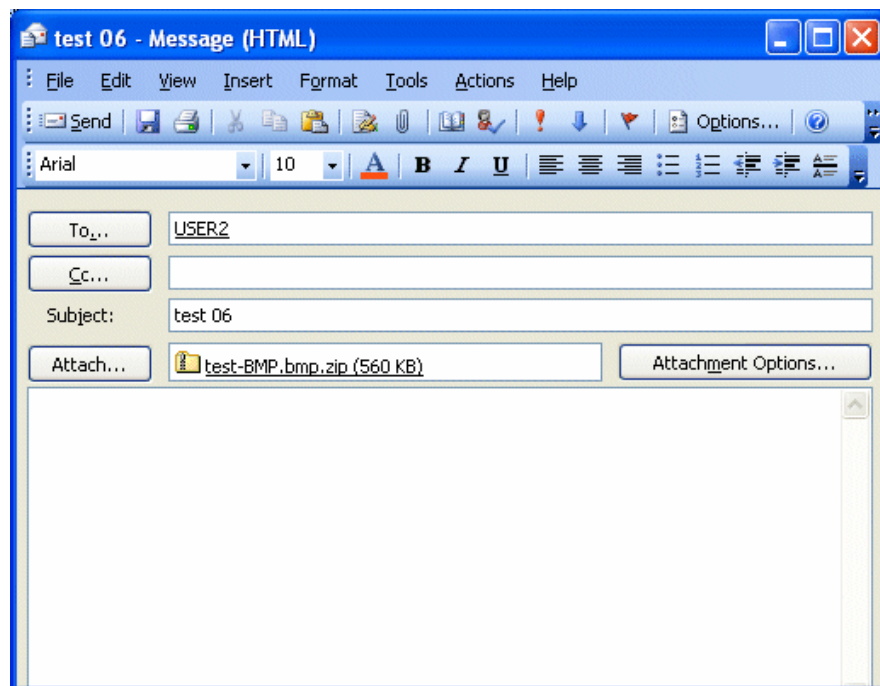 test 06 - Message (HTML)
File Edit View Insert Format Tools Actions Help
Send Options...
Arial 10 A B I U
To... USER2
Cc...
Subject: test 06
Attach... test-BMP.bmp.zip (560 KB) Attachment Options...